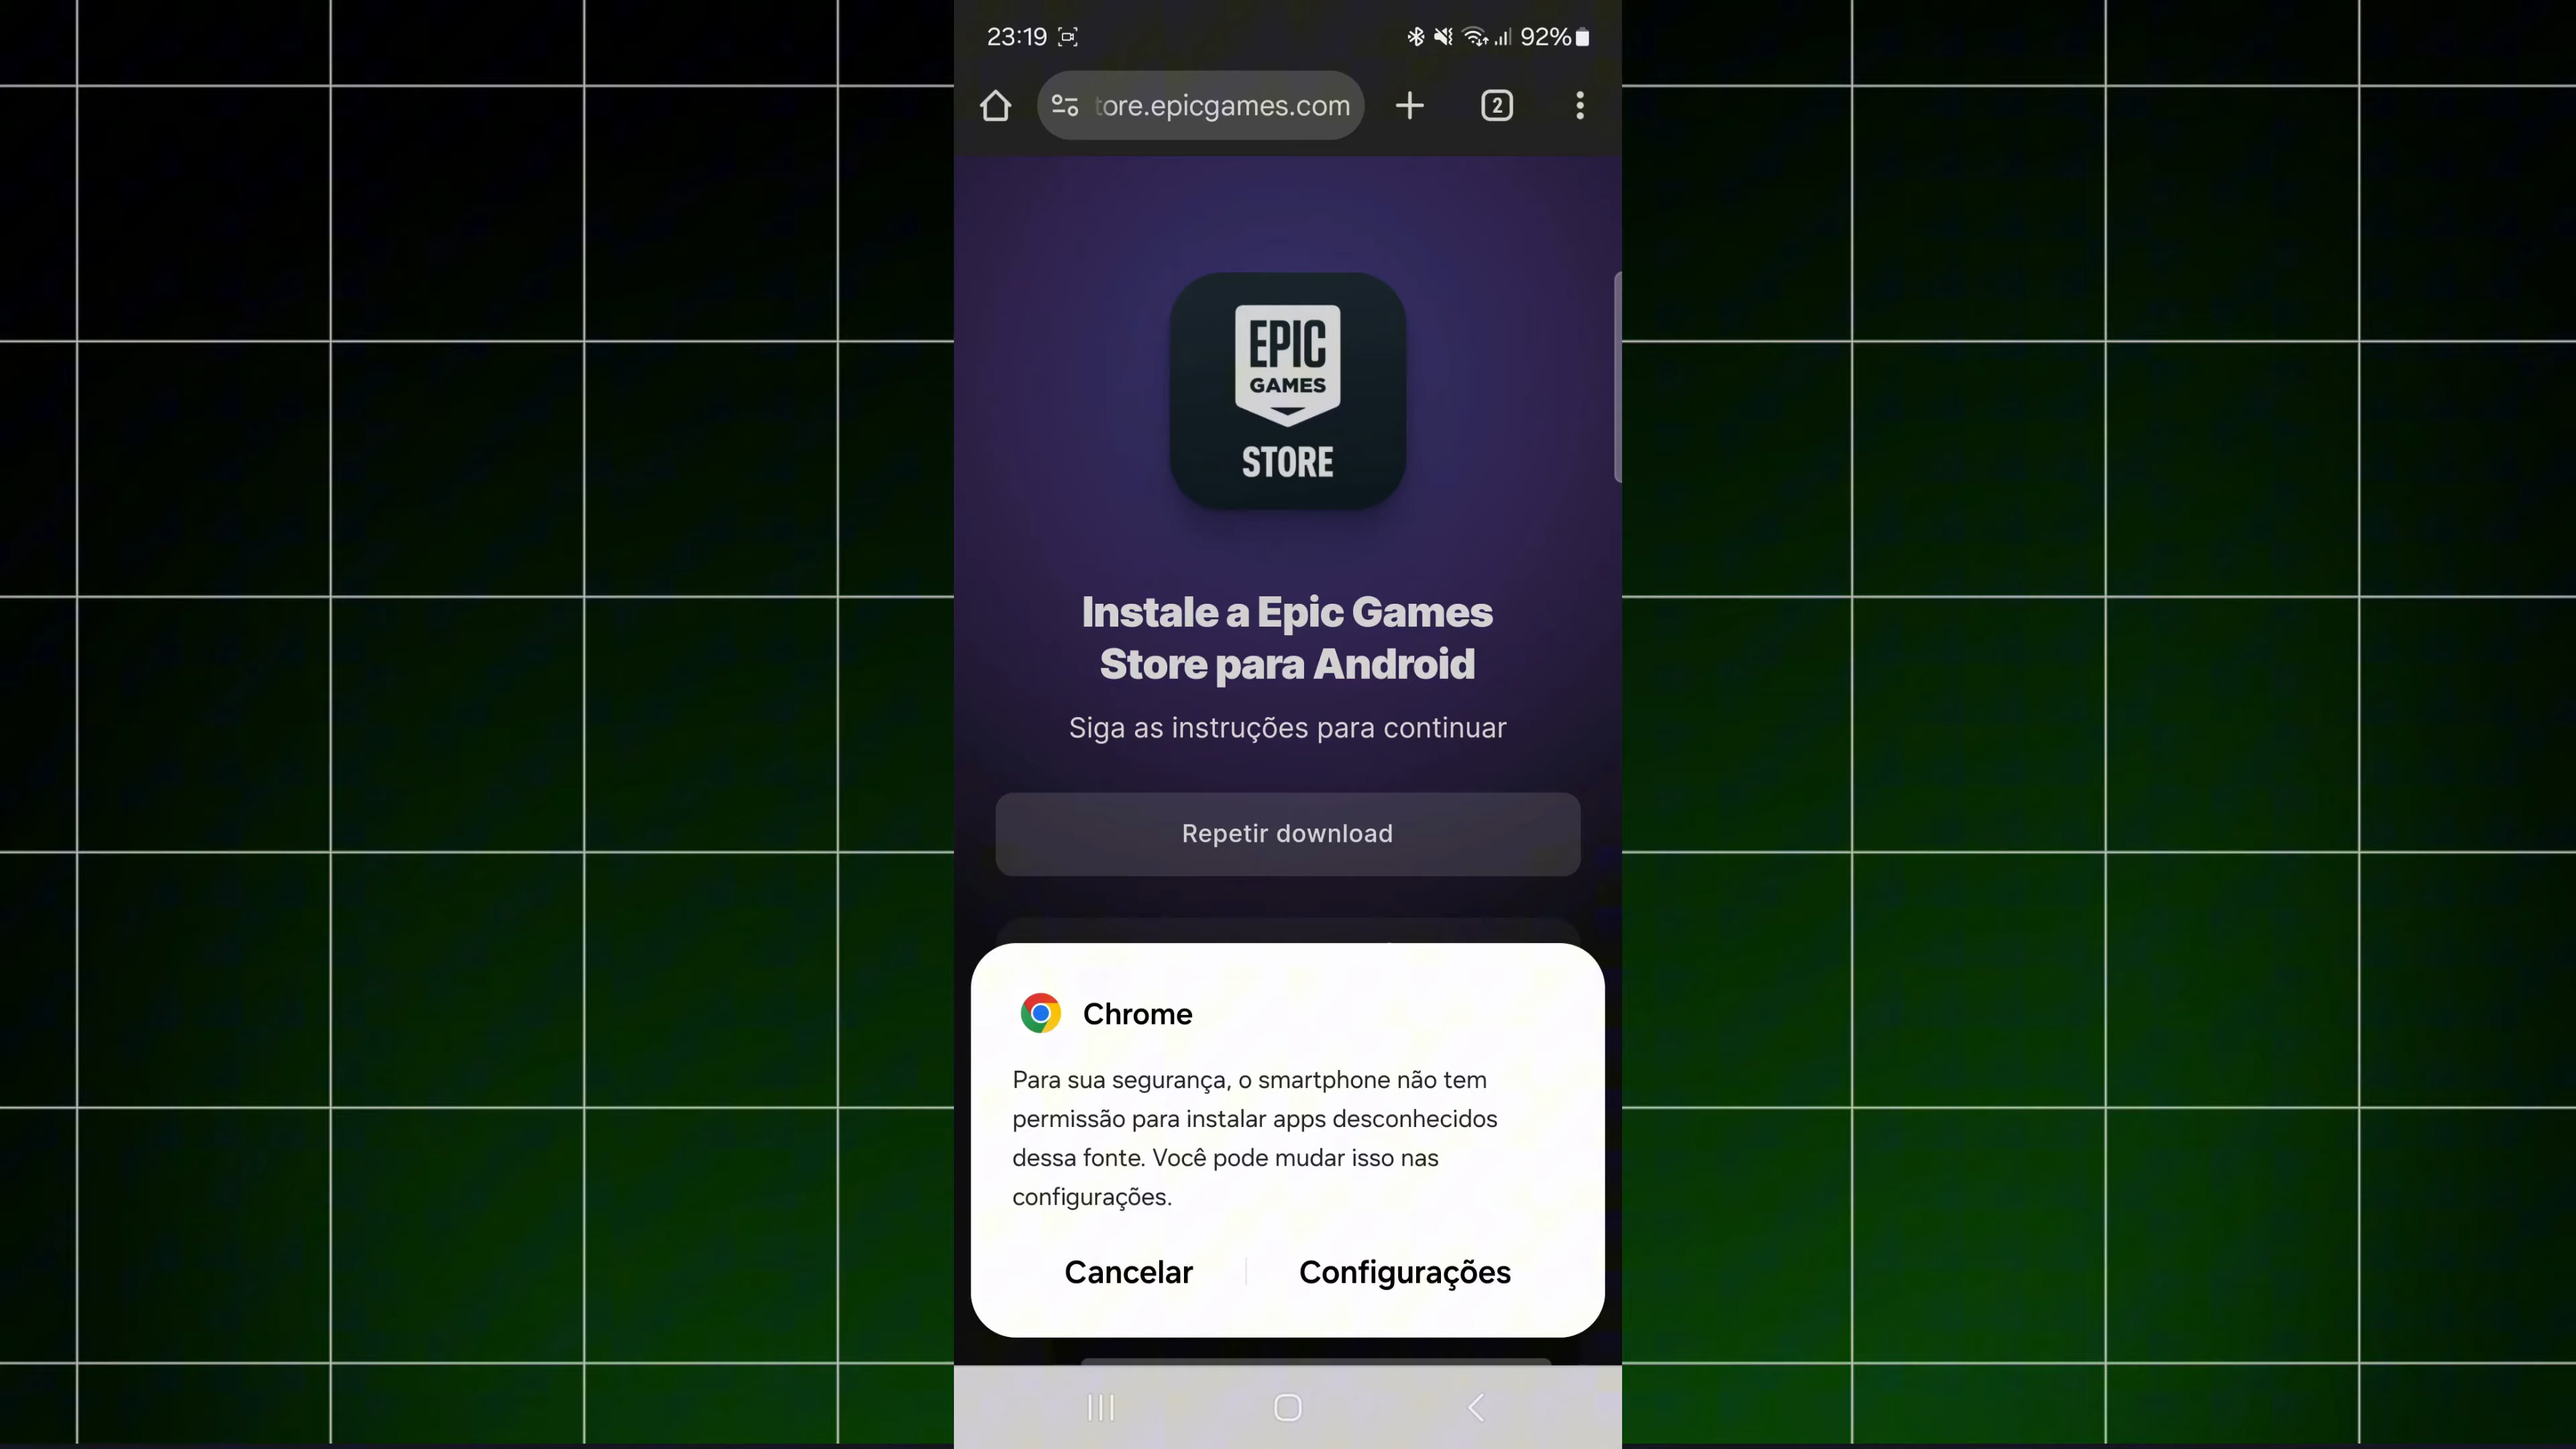 23:19 92%
tore.epicgames.com 2
EPIC
GAMES
STORE
Instale a Epic Games
Store para Android
Siga as instruções para continuar
Repetir download
Chrome
Para sua segurança, o smartphone não tem
permissão para instalar apps desconhecidos
dessa fonte. Você pode mudar isso nas
configurações.
Cancelar Configurações